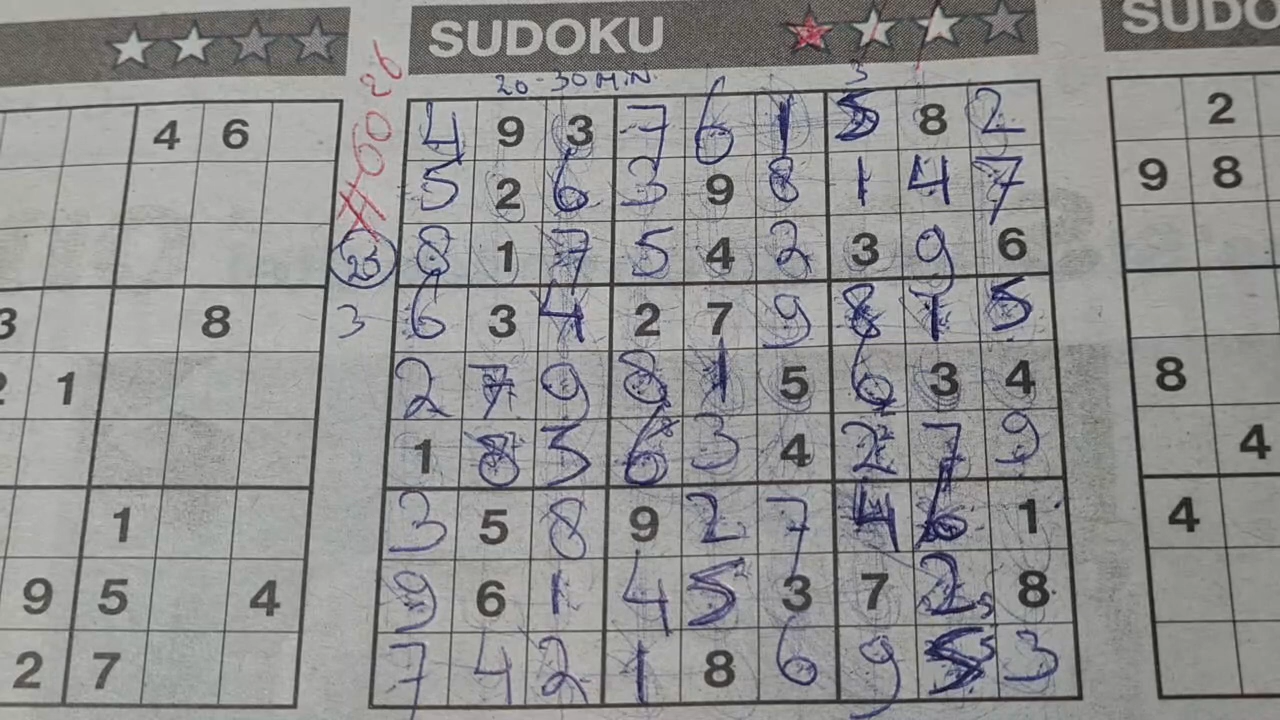 SUDOKU
SUDO
20-30MIN.
4 6
4 9 3 7 6 1 5 8 2
2
5 2 6 3 9 8 1 4 7
9 8
25
8 1 7 5 4 2 3 9 6
3 8
3
6 3 4 2 7 9 8 1 5
2 1
2 7 9 8 1 5 6 3 4
8
1 8 5 6 3 4 2 7 9
4
1
3 5 8 9 2 7 4 6 1
4
9 5 4
9 6 1 4 5 3 7 2 8
2 7
7 4 2 1 8 6 9 5 3